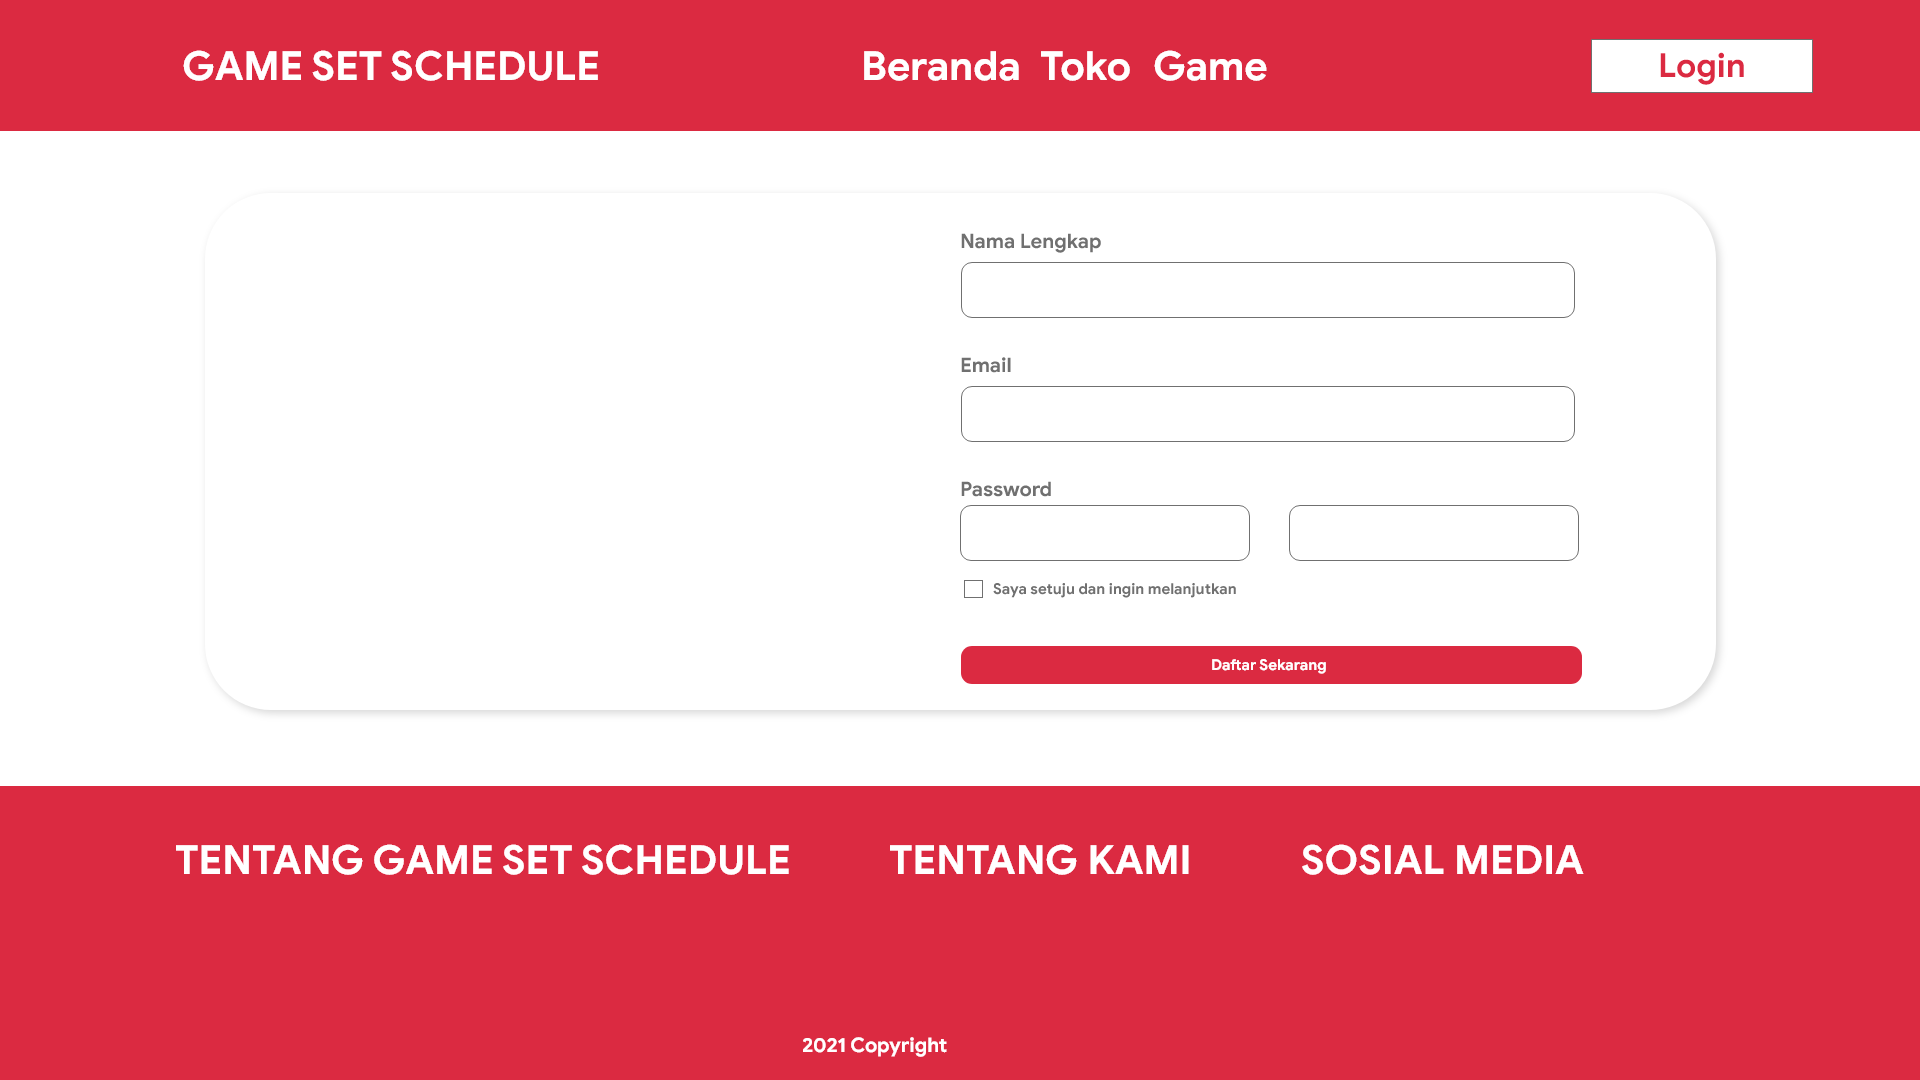 GAME SET SCHEDULE
Beranda Toko Game
Login
Nama Lengkap
Email
Password
Saya setuju dan ingin melanjutkan
Daftar Sekarang
TENTANG GAME SET SCHEDULE
TENTANG KAMI
SOSIAL MEDIA
2021 Copyright